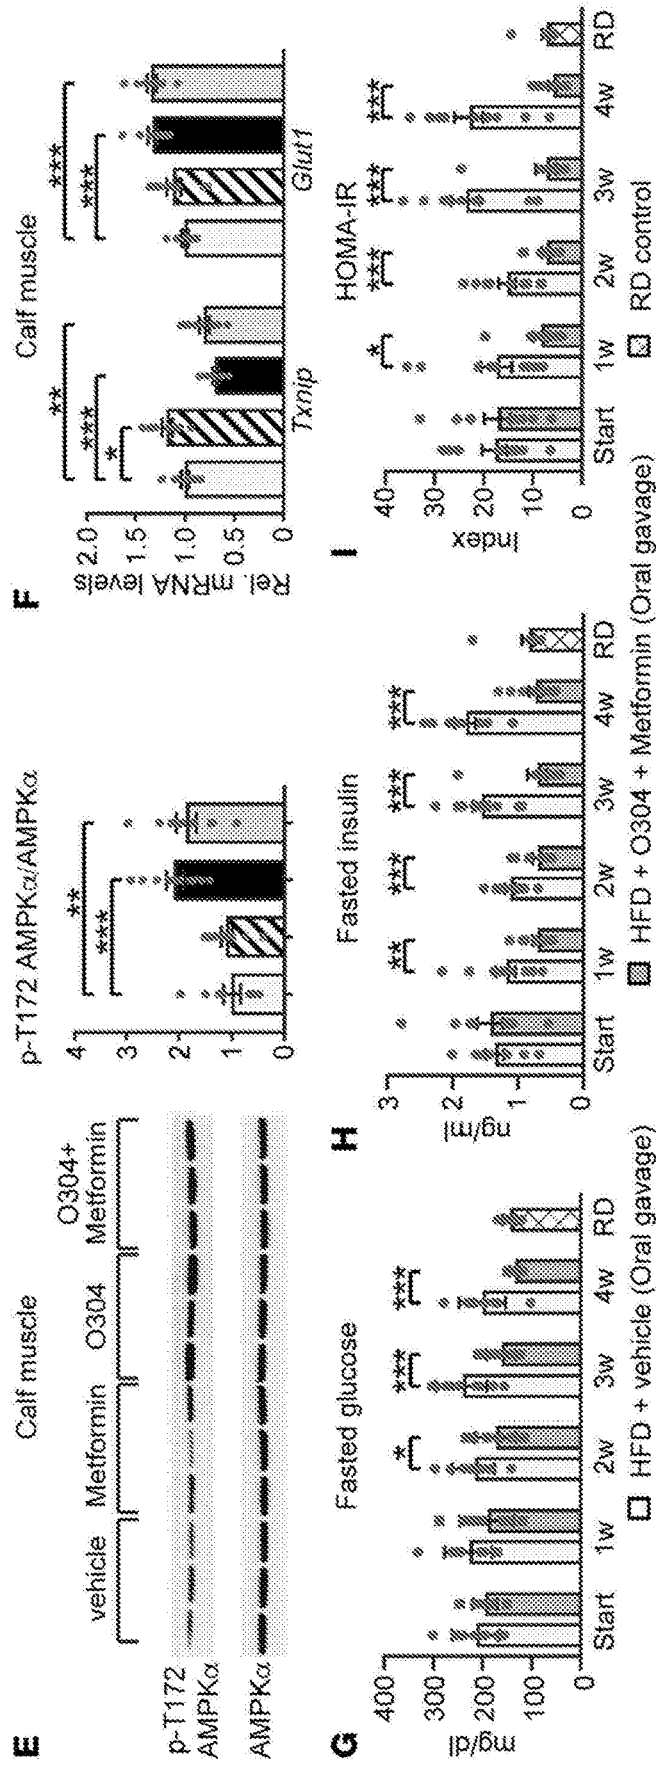 E
Calf muscle
vehicle Metformin O304 O304+
Metformin
p-T172
AMPKα
AMPKα
p-T172 AMPKα/AMPKα
4
3
2
1
0
***
**
F
Calf muscle
Rel. mRNA levels
2.0
1.5
1.0
0.5
0
*
***
**
***
***
Txnip Glut1
G
Fasted glucose
mg/dl
400
300
200
100
0
* *** ***
Start 1w 2w 3w 4w RD
H
Fasted insulin
ng/ml
3
2
1
0
** *** *** ***
Start 1w 2w 3w 4w RD
I
HOMA-IR
Index
40
30
20
10
0
* *** *** ***
Start 1w 2w 3w 4w RD
HFD + vehicle (Oral gavage) HFD + O304 + Metformin (Oral gavage) RD control